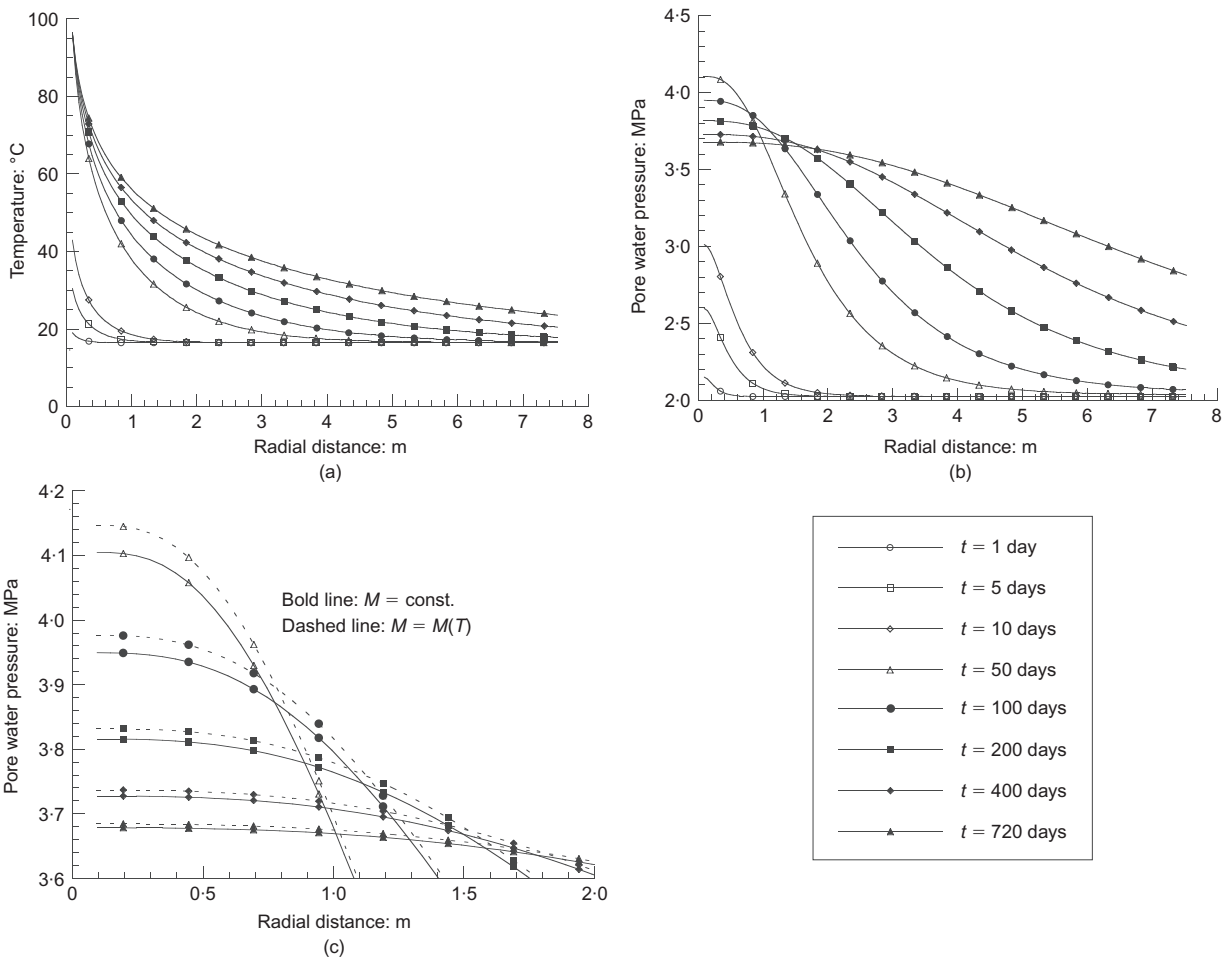 100
80
60
40
20
0
Temperature: °C
0
1
2
3
4
5
6
7
8
Radial distance: m
(a)
4·5
4·0
3·5
3·0
2·5
2·0
Pore water pressure: MPa
0
1
2
3
4
5
6
7
8
Radial distance: m
(b)
4·2
4·1
4·0
3·9
3·8
3·7
3·6
Pore water pressure: MPa
Bold line: M = const.
Dashed line: M = M(T)
0
0·5
1·0
1·5
2·0
Radial distance: m
(c)
t = 1 day
t = 5 days
t = 10 days
t = 50 days
t = 100 days
t = 200 days
t = 400 days
t = 720 days